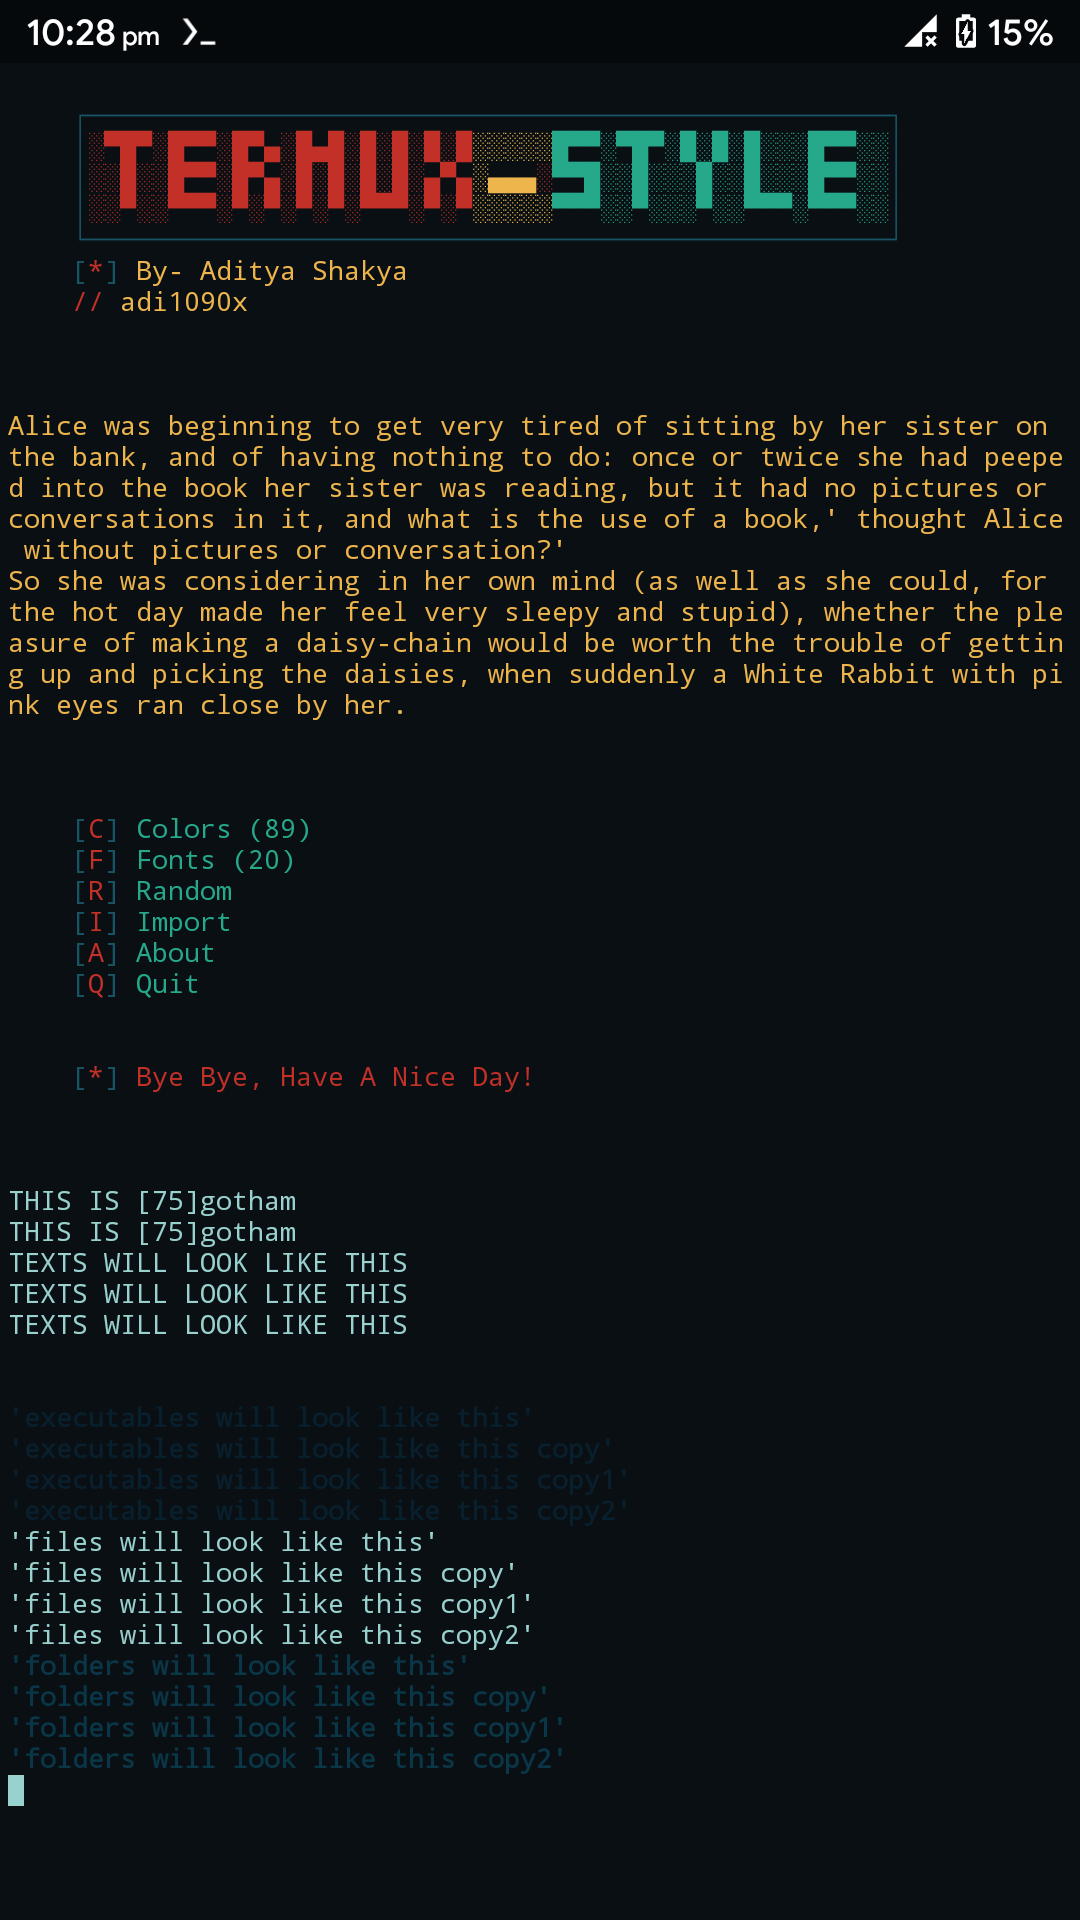 10:28 pm 15%
TERMUX-STYLE
[*] By- Aditya Shakya
// adi1090x
Alice was beginning to get very tired of sitting by her sister on
the bank, and of having nothing to do: once or twice she had peepe
d into the book her sister was reading, but it had no pictures or
conversations in it, and what is the use of a book,' thought Alice
without pictures or conversation?'
So she was considering in her own mind (as well as she could, for
the hot day made her feel very sleepy and stupid), whether the ple
asure of making a daisy-chain would be worth the trouble of gettin
g up and picking the daisies, when suddenly a White Rabbit with pi
nk eyes ran close by her.
[C] Colors (89)
[F] Fonts (20)
[R] Random
[I] Import
[A] About
[Q] Quit
[*] Bye Bye, Have A Nice Day!
THIS IS [75]gotham
THIS IS [75]gotham
TEXTS WILL LOOK LIKE THIS
TEXTS WILL LOOK LIKE THIS
TEXTS WILL LOOK LIKE THIS
'executables will look like this'
'executables will look like this copy'
'executables will look like this copy1'
'executables will look like this copy2'
'files will look like this'
'files will look like this copy'
'files will look like this copy1'
'files will look like this copy2'
'folders will look like this'
'folders will look like this copy'
'folders will look like this copy1'
'folders will look like this copy2'